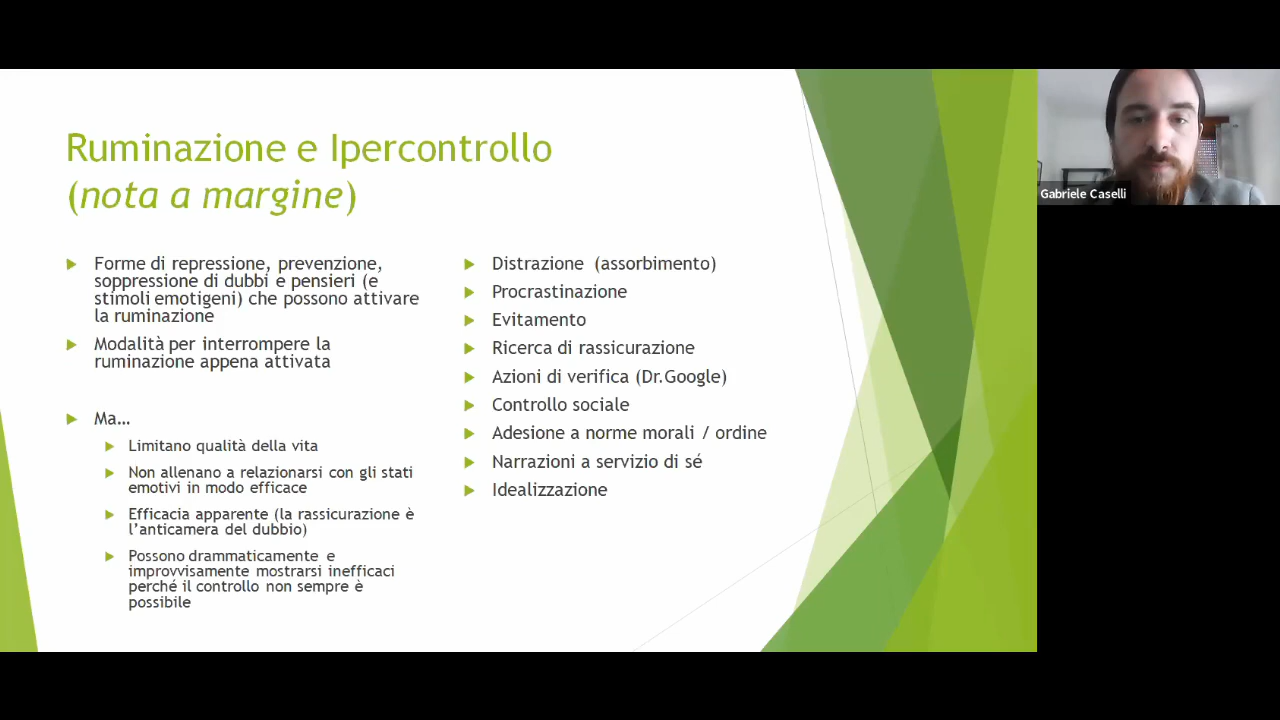 Ruminazione e Ipercontrollo
(nota a margine)
Forme di repressione, prevenzione,
soppressione di dubbi e pensieri (e
stimoli emotigeni) che possono attivare
la ruminazione
Modalità per interrompere la
ruminazione appena attivata
Ma…
Limitano qualità della vita
Non allenano a relazionarsi con gli stati
emotivi in modo efficace
Efficacia apparente (la rassicurazione è
l’anticamera del dubbio)
Possono drammaticamente e
improvvisamente mostrarsi inefficaci
perché il controllo non sempre è
possibile
Distrazione (assorbimento)
Procrastinazione
Evitamento
Ricerca di rassicurazione
Azioni di verifica (Dr.Google)
Controllo sociale
Adesione a norme morali / ordine
Narrazioni a servizio di sé
Idealizzazione
Gabriele Caselli